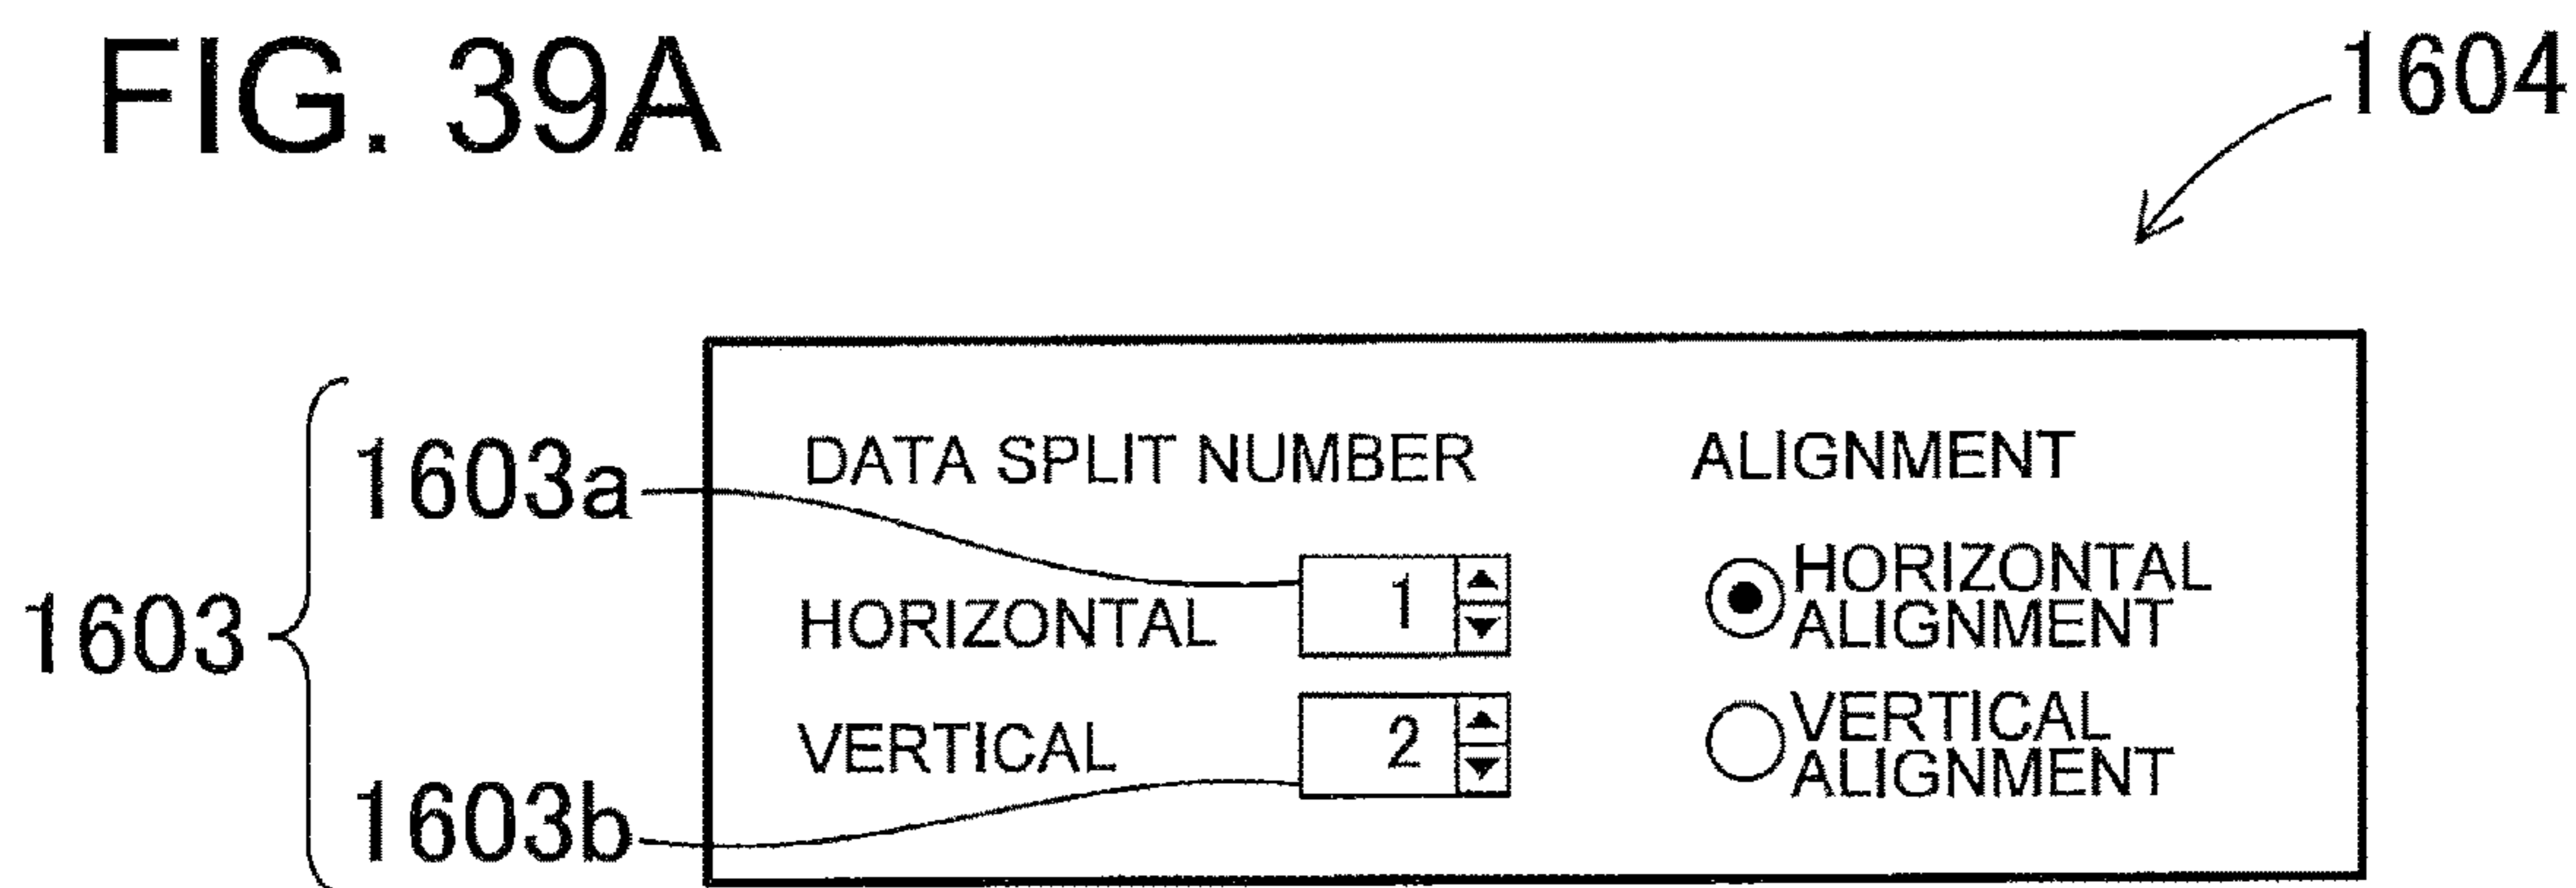 FIG. 39A
1604
1603
1603a
1603b
DATA SPLIT NUMBER
HORIZONTAL 1
VERTICAL 2
ALIGNMENT
HORIZONTAL
ALIGNMENT
VERTICAL
ALIGNMENT